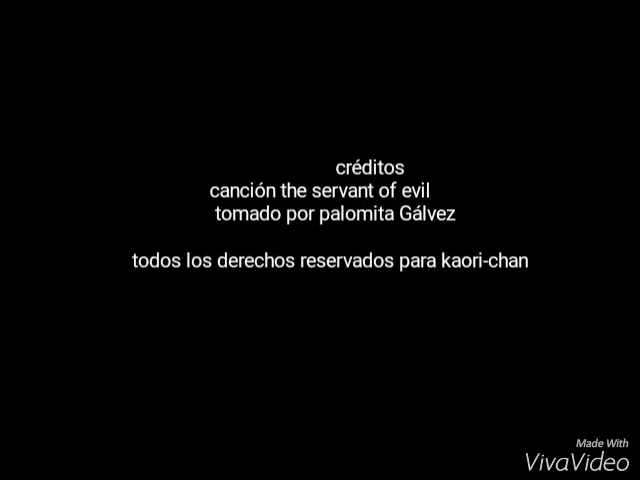 créditos
canción the servant of evil
tomado por palomita Gálvez
todos los derechos reservados para kaori-chan
Made With
VivaVideo